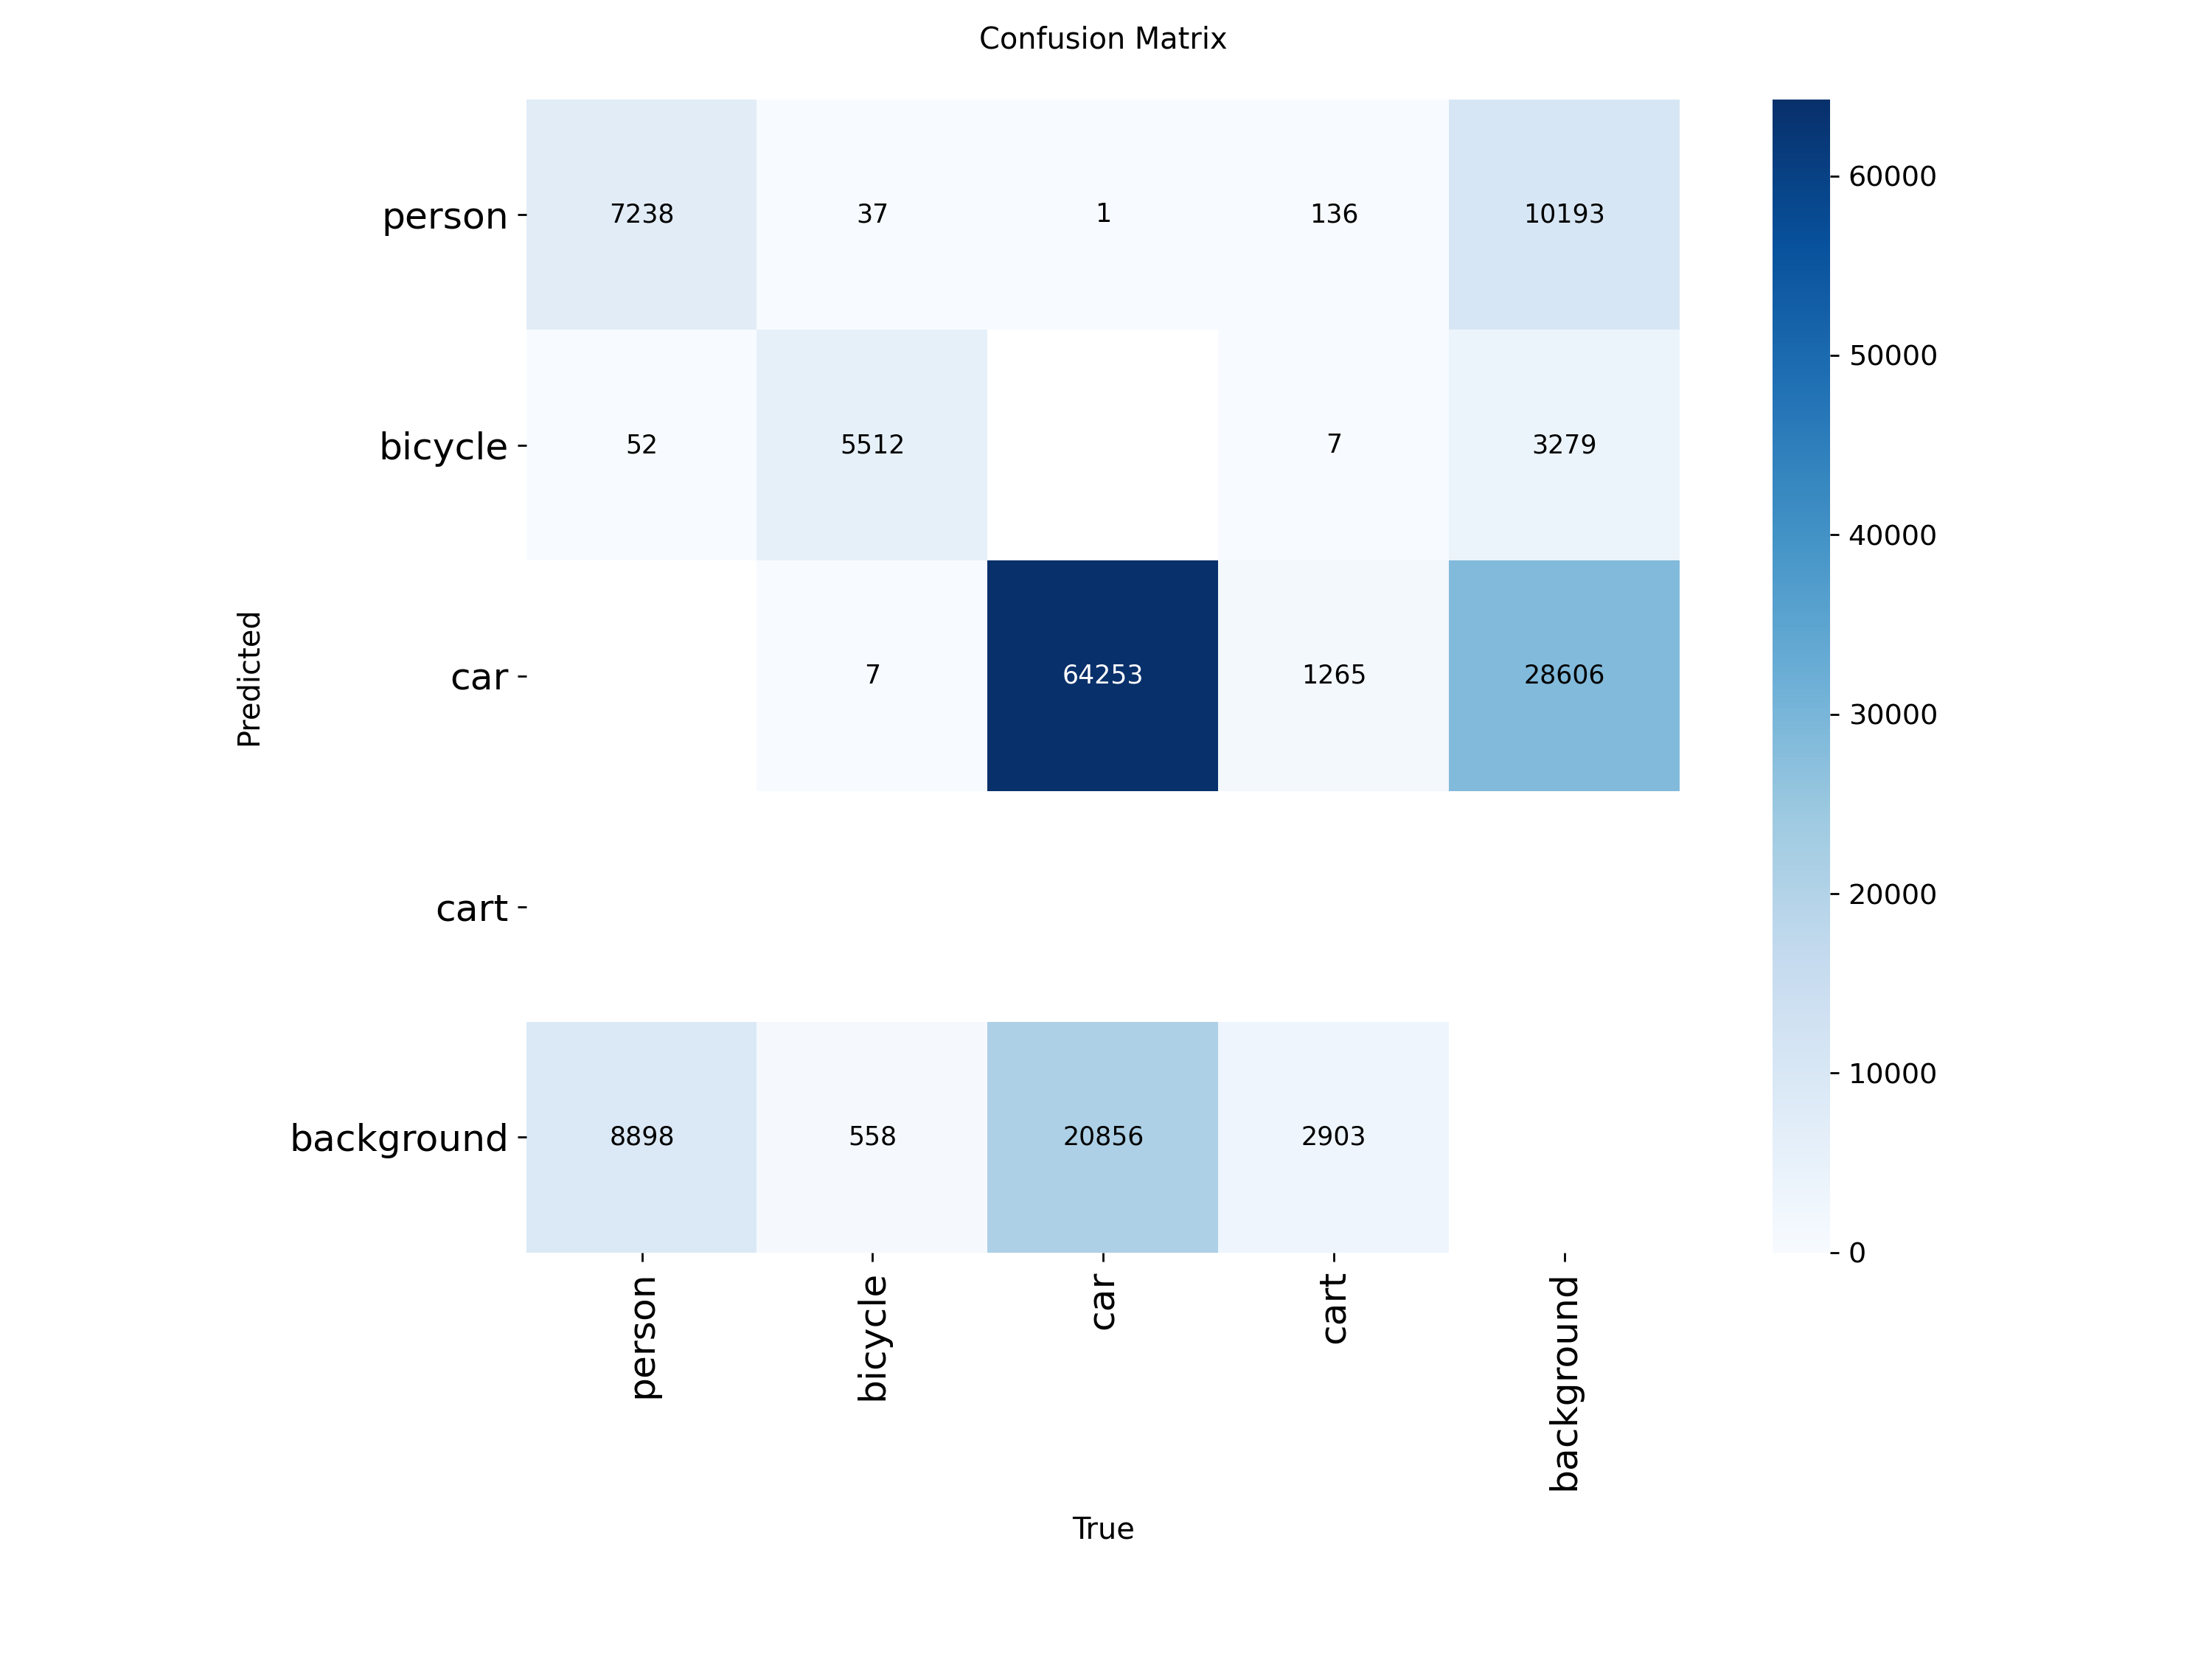 Confusion Matrix
person 7238 37 1 136 10193
bicycle 52 5512 7 3279
car 7 64253 1265 28606
cart
background 8898 558 20856 2903
person bicycle car cart background
Predicted
True
60000
50000
40000
30000
20000
10000
0